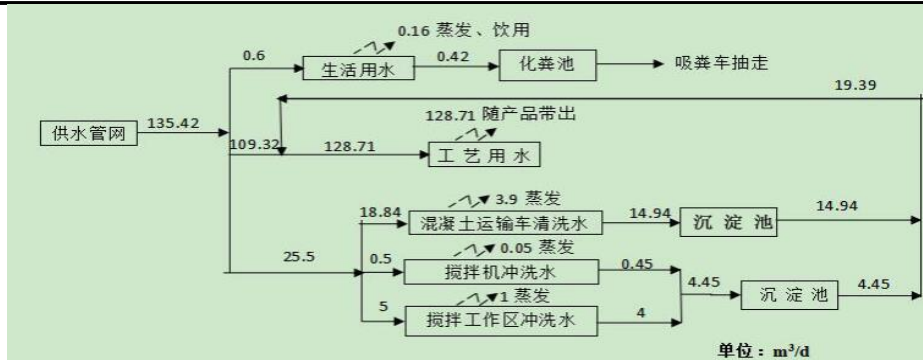 0.16 蒸发、饮用
0.6
生活用水
0.42
化粪池
吸粪车抽走
19.39
供水管网
135.42
128.71 随产品带出
109.32
128.71
工艺用水
3.9 蒸发
18.84
混凝土运输车清洗水
14.94
沉淀池
14.94
25.5
0.05 蒸发
0.5
搅拌机冲洗水
0.45
4.45
沉淀池
4.45
1 蒸发
5
搅拌工作区冲洗水
4
单位：m³/d